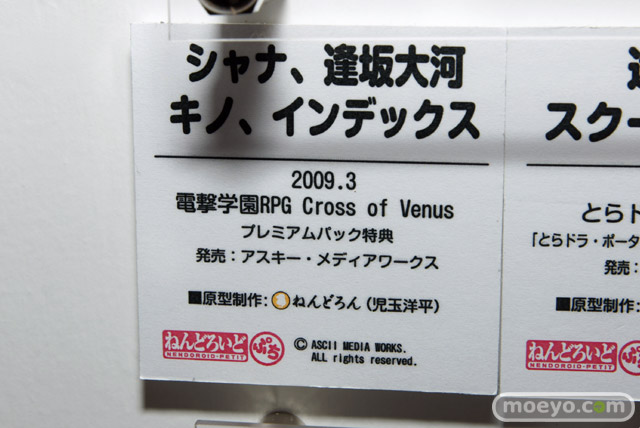 シャナ、逢坂大河
キノ、インデックス
2009.3
電撃学園RPG Cross of Venus
プレミアムパック特典
発売：アスキー・メディアワークス
■原型制作：ねんどろん（児玉洋平）
ねんどろいど
NENDOROID-PETIT
ぷち
© ASCII MEDIA WORKS.
ALL rights reserved.
スク
とらド
「とらドラ・ポータ
発売：
■原型制作：
ねんどろいど
NENDOROID-PETIT
ぷ
moeyo.com